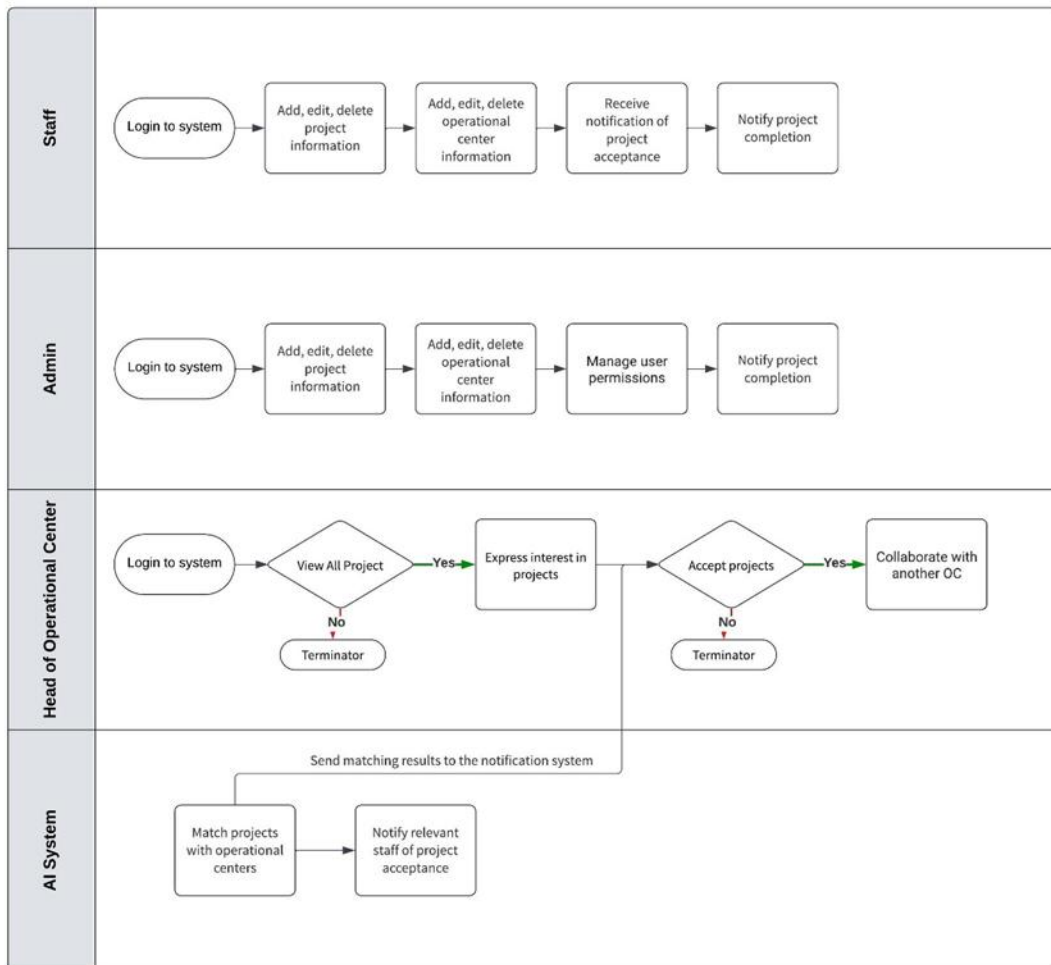 Staff
Login to system
Add, edit, delete
project
information
Add, edit, delete
operational
center
information
Receive
notification of
project
acceptance
Notify project
completion
Admin
Login to system
Add, edit, delete
project
information
Add, edit, delete
operational
center
information
Manage user
permissions
Notify project
completion
Head of Operational Center
Login to system
View All Project
Yes
No
Terminator
Express interest in
projects
Accept projects
Yes
No
Terminator
Collaborate with
another OC
AI System
Send matching results to the notification system
Match projects
with operational
centers
Notify relevant
staff of project
acceptance